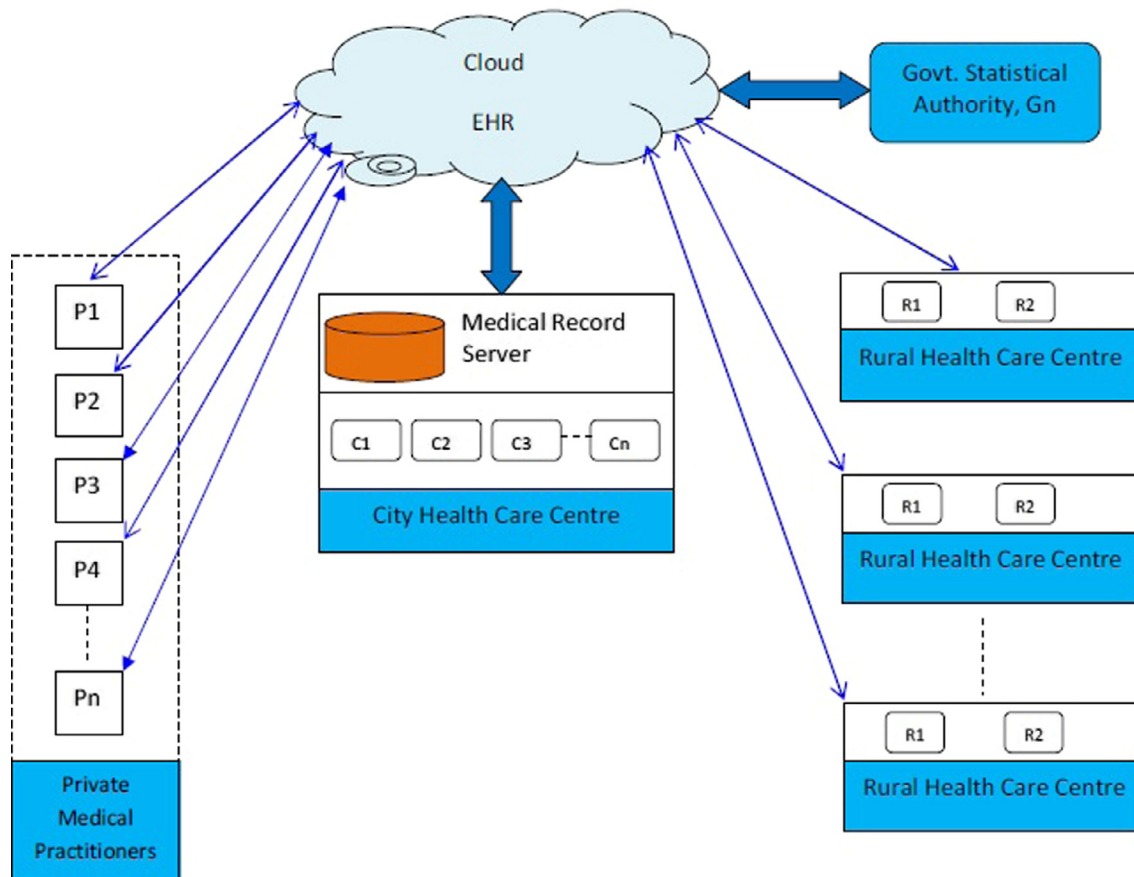 Cloud
EHR
Govt. Statistical
Authority, Gn
P1
P2
P3
P4
Pn
Private
Medical
Practitioners
Medical Record
Server
C1 C2 C3 Cn
City Health Care Centre
R1 R2
Rural Health Care Centre
R1 R2
Rural Health Care Centre
R1 R2
Rural Health Care Centre